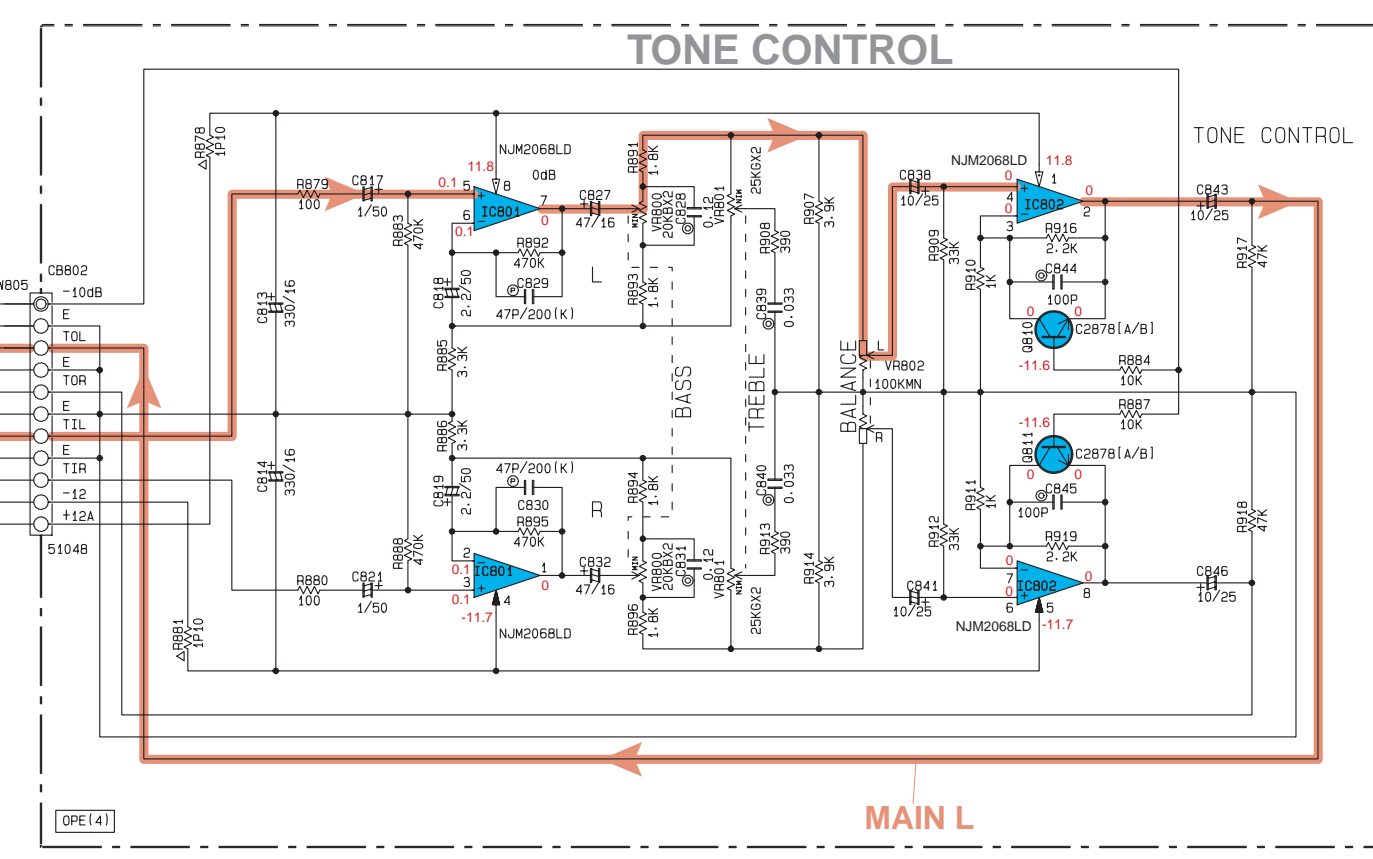 TONE CONTROL
TONE CONTROL
W805
CB802
-10dB
E
TOL
E
TOR
E
TIL
E
TIR
-12
+12A
51048
R878
1P10
C813
330/16
C814
330/16
R881
1P10
R879
100
C817
+
1/50
R883
470K
0.1
5
+
11.8
8
NJM2068LD
0dB
IC801
7
0
6
-
0.1
R892
470K
C818
2.2/50
P
C829
47P/200(K)
R885
3.3K
R886
3.3K
47P/200(K)
P
C830
C819
2.2/50
R895
470K
R888
470K
R880
100
C821
+
1/50
2
-
0.1
IC801
3
+
0.1
1
0
4
-11.7
NJM2068LD
+
C827
47/16
R891
1.8K
MIN
VR800
20KBX2
C828
0.12
VR801
MIN
25KGX2
L
R893
1.8K
BASS
TREBLE
R908
390
C839
0.033
R907
3.9K
R
R894
1.8K
C832
+
47/16
MIN
VR800
20KBX2
C831
0.12
R896
1.8K
VR801
MIN
25KGX2
C840
0.033
R913
390
R914
3.9K
BALANCE
L
VR802
100KMN
R
C838
+
10/25
NJM2068LD
11.8
0
4
+
1
0
IC802
2
0
-
3
R909
33K
R910
1K
R916
2.2K
C844
100P
0
0
Q810
C2878[A/B]
-11.6
R884
10K
R887
10K
-11.6
Q811
C2878[A/B]
0
0
R911
1K
C845
100P
R912
33K
R919
2.2K
C841
10/25
+
0
-
7
IC802
0
+
6
0
8
5
-11.7
NJM2068LD
C843
+
10/25
R917
47K
R918
47K
C846
+
10/25
MAIN L
OPE(4)